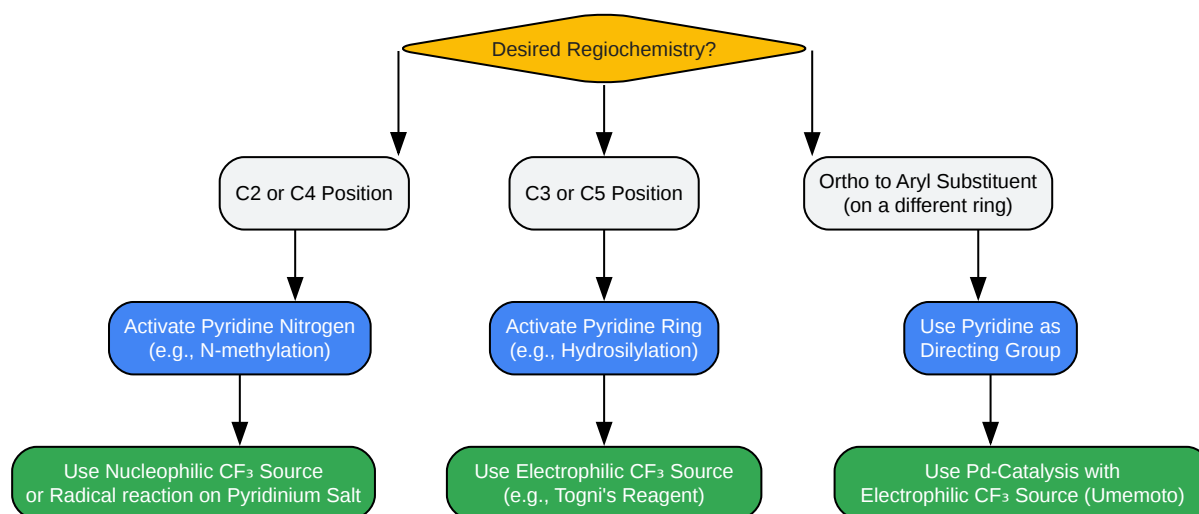 Desired Regiochemistry?
C2 or C4 Position
C3 or C5 Position
Ortho to Aryl Substituent
(on a different ring)
Activate Pyridine Nitrogen
(e.g., N-methylation)
Activate Pyridine Ring
(e.g., Hydrosilylation)
Use Pyridine as
Directing Group
Use Nucleophilic CF₃ Source
or Radical reaction on Pyridinium Salt
Use Electrophilic CF₃ Source
(e.g., Togni's Reagent)
Use Pd-Catalysis with
Electrophilic CF₃ Source (Umemoto)